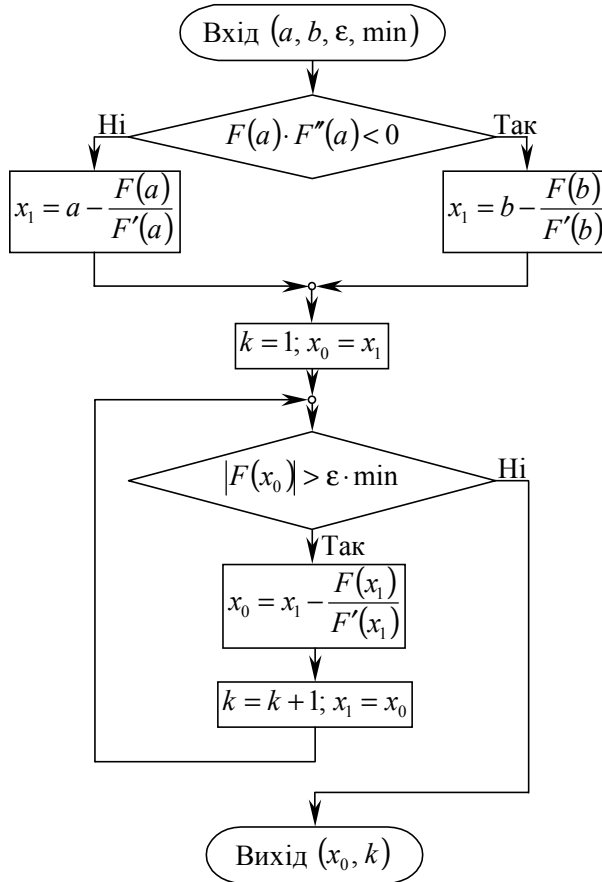 Вхід (a, b, ε, min)
F(a)·F″(a)<0
Ні
Так
x₁ = a − F(a)/F′(a)
x₁ = b − F(b)/F′(b)
k = 1; x₀ = x₁
|F(x₀)| > ε·min
Ні
Так
x₀ = x₁ − F(x₁)/F′(x₁)
k = k + 1; x₁ = x₀
Вихід (x₀, k)